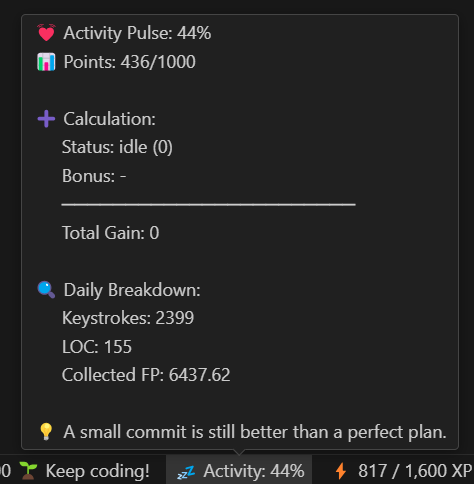 Activity Pulse: 44%
Points: 436/1000
Calculation:
Status: idle (0)
Bonus: -
Total Gain: 0
Daily Breakdown:
Keystrokes: 2399
LOC: 155
Collected FP: 6437.62
A small commit is still better than a perfect plan.
Keep coding! 💤 Activity: 44% ⚡ 817 / 1,600 XP